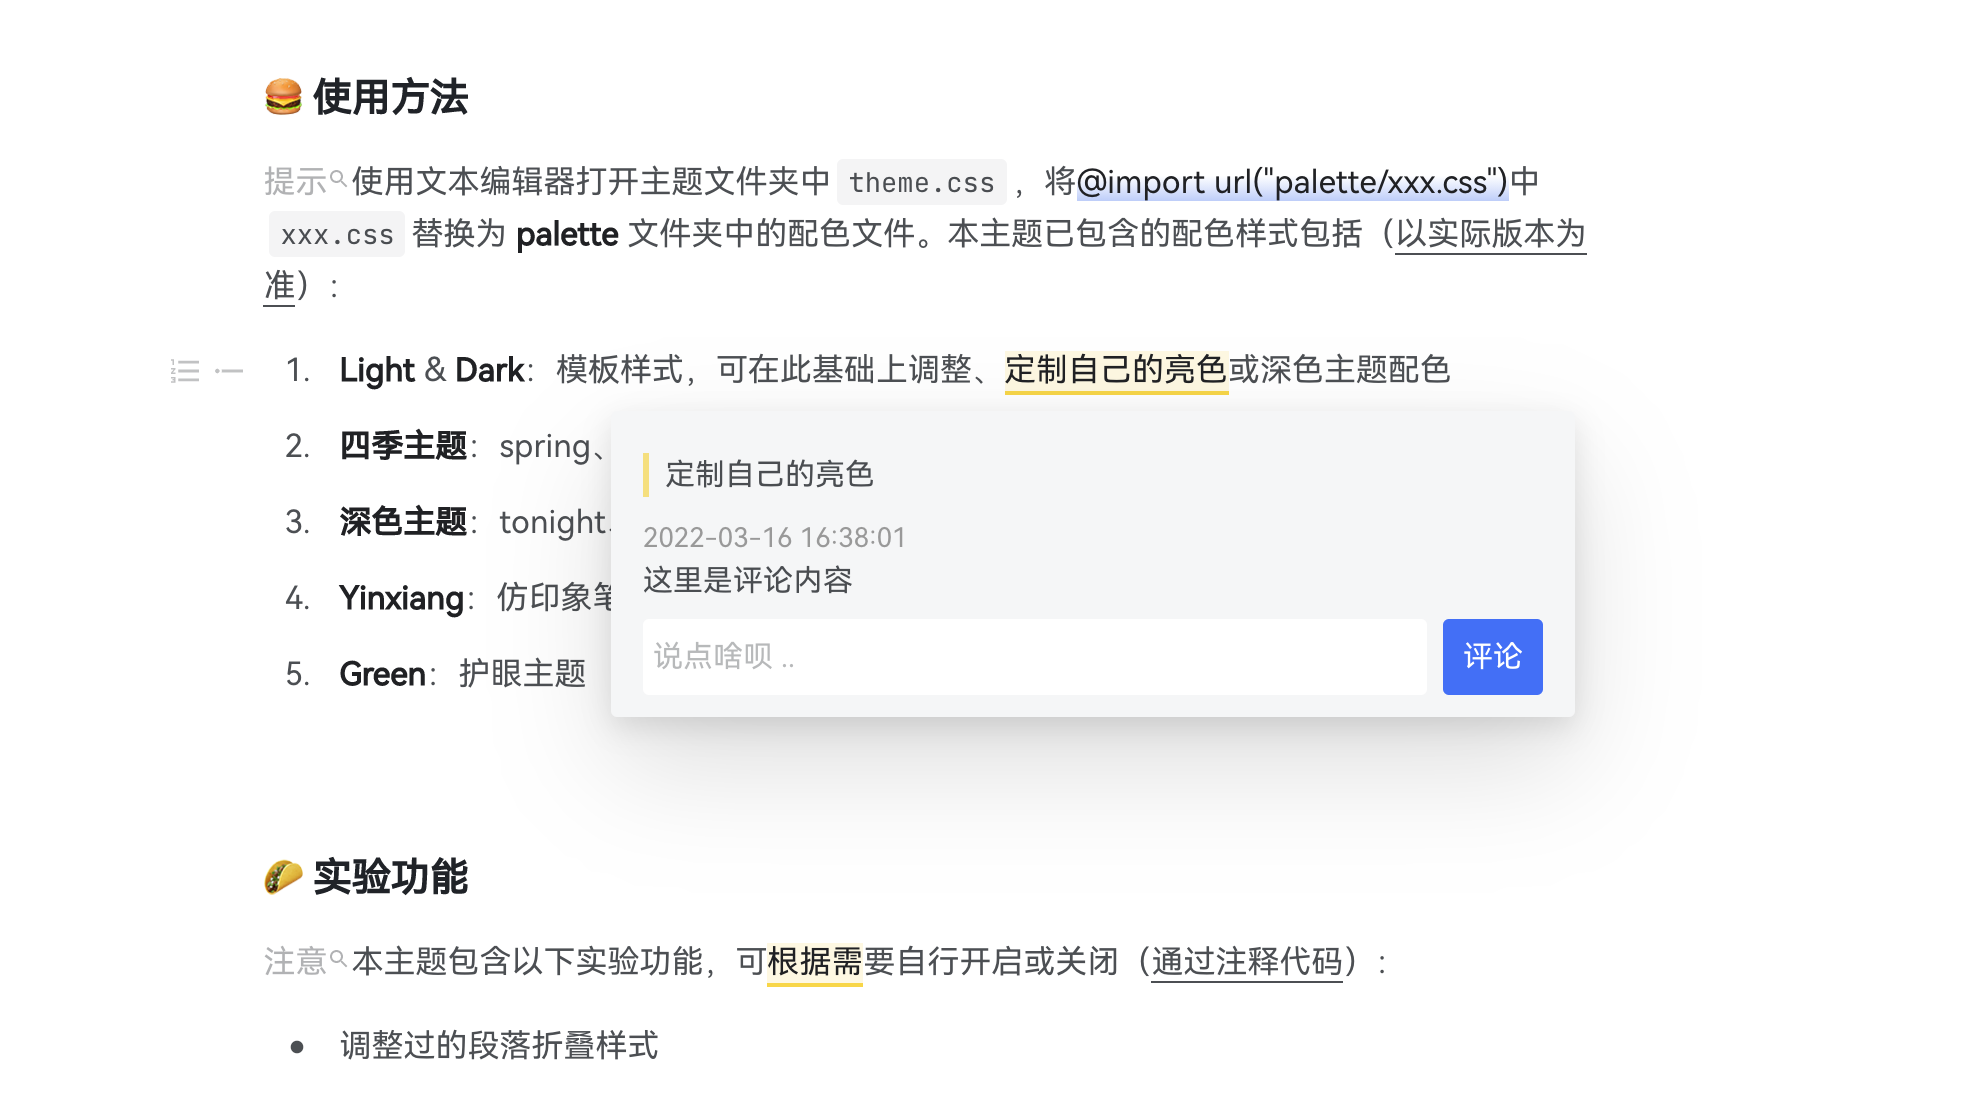 使用方法
提示 使用文本编辑器打开主题文件夹中 theme.css ，将@import url("palette/xxx.css")中
xxx.css 替换为 palette 文件夹中的配色文件。本主题已包含的配色样式包括（以实际版本为
准）：
1. Light & Dark：模板样式，可在此基础上调整、定制自己的亮色或深色主题配色
2. 四季主题：spring、
3. 深色主题：tonight
4. Yinxiang：仿印象
5. Green：护眼主题
定制自己的亮色
2022-03-16 16:38:01
这里是评论内容
说点啥呗 ..
评论
实验功能
注意 本主题包含以下实验功能，可根据需要自行开启或关闭（通过注释代码）：
● 调整过的段落折叠样式